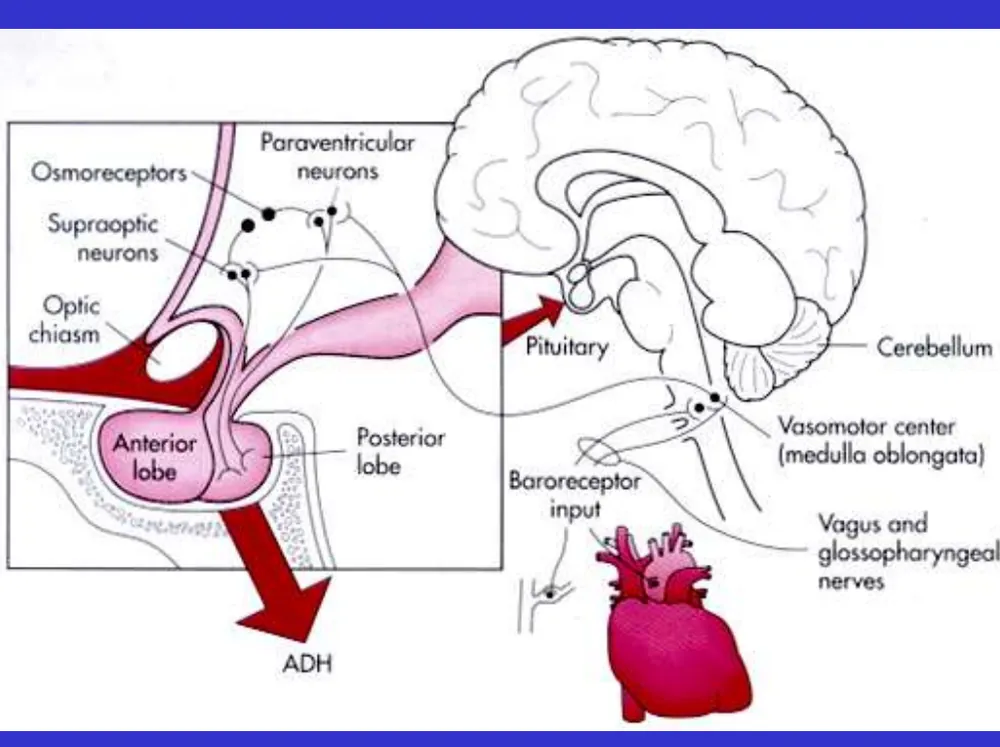 Paraventricular
neurons
Osmoreceptors
Supraoptic
neurons
Optic
chiasm
Anterior
lobe
Posterior
lobe
ADH
Pituitary
Cerebellum
Vasomotor center
(medulla oblongata)
Baroreceptor
input
Vagus and
glossopharyngeal
nerves